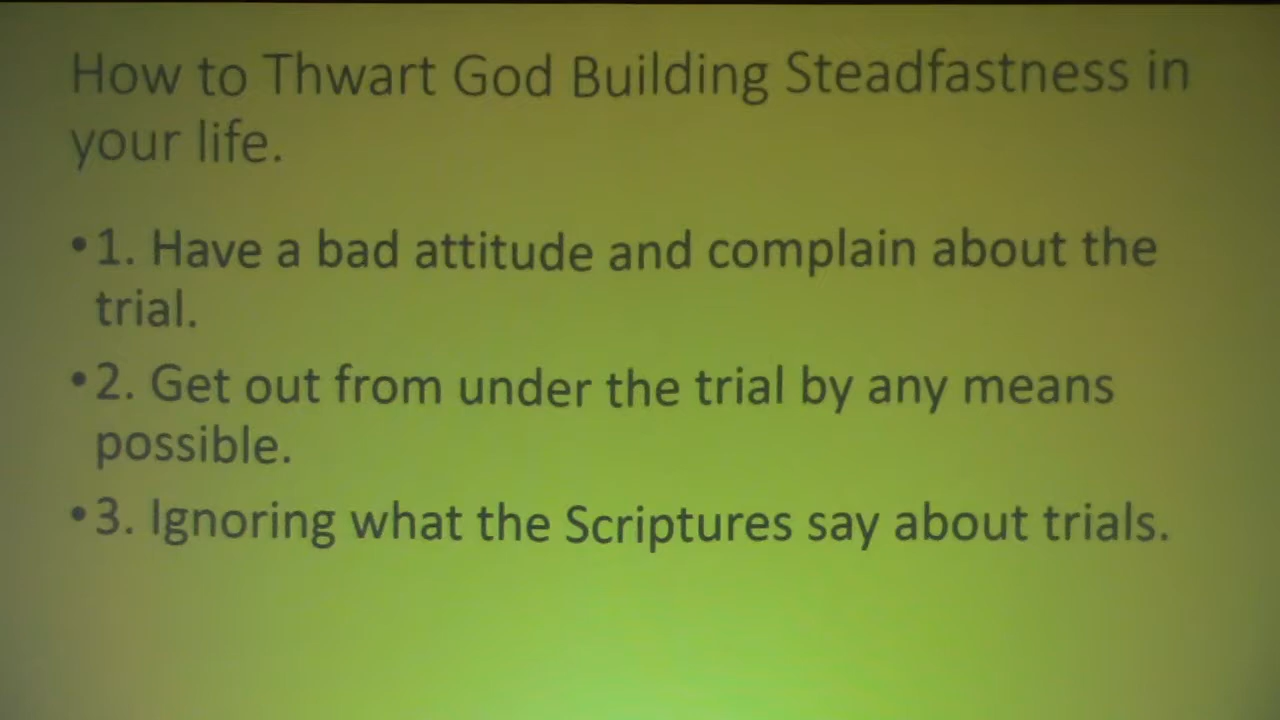 How to Thwart God Building Steadfastness in
your life.
•1. Have a bad attitude and complain about the
trial.
•2. Get out from under the trial by any means
possible.
•3. Ignoring what the Scriptures say about trials.